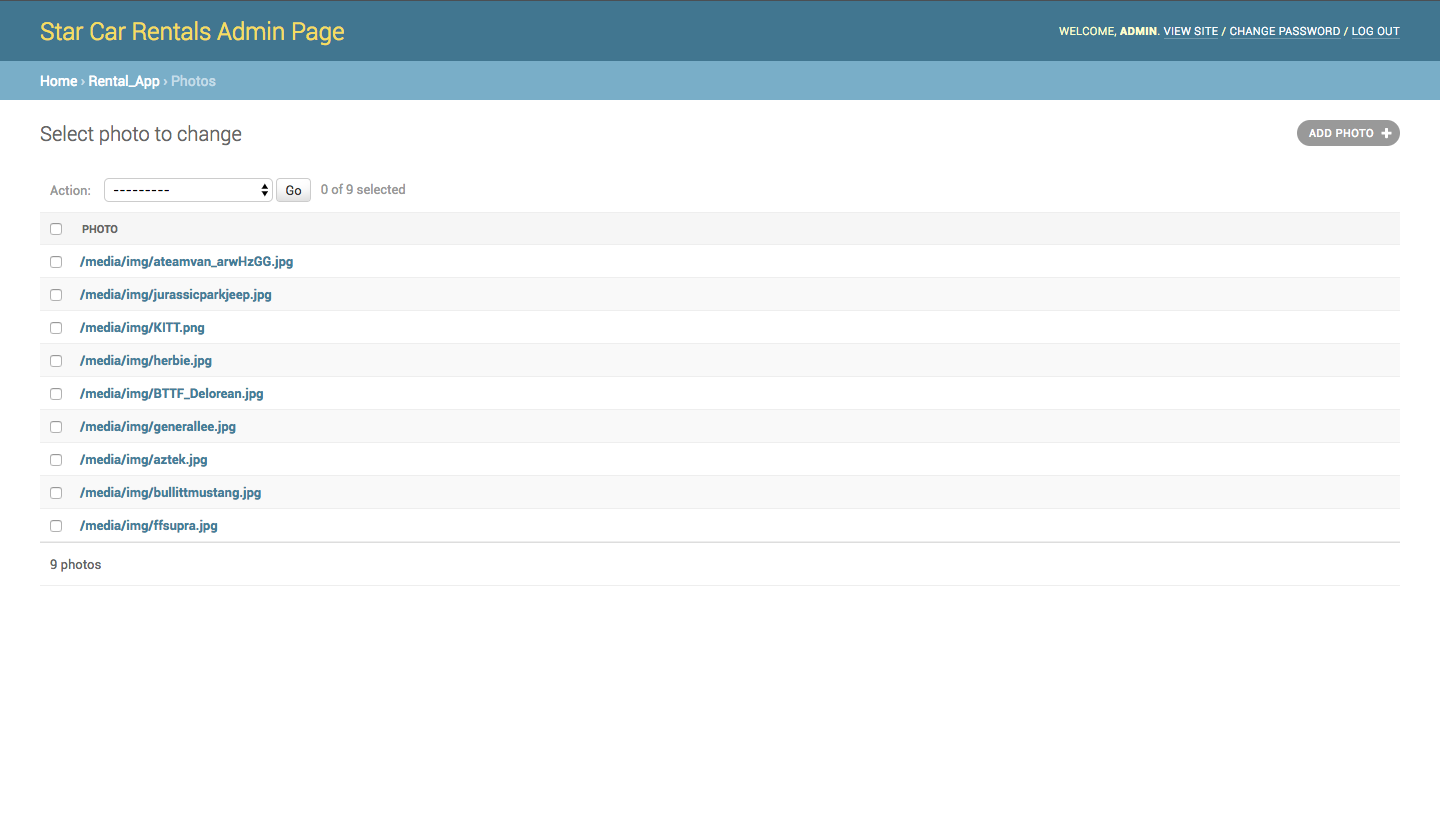 Star Car Rentals Admin Page
WELCOME, ADMIN. VIEW SITE / CHANGE PASSWORD / LOG OUT
Home › Rental_App › Photos
Select photo to change
ADD PHOTO +
Action: --------- Go 0 of 9 selected
PHOTO
/media/img/ateamvan_arwHzGG.jpg
/media/img/jurassicparkjeep.jpg
/media/img/KITT.png
/media/img/herbie.jpg
/media/img/BTTF_Delorean.jpg
/media/img/generallee.jpg
/media/img/aztek.jpg
/media/img/bullittmustang.jpg
/media/img/ffsupra.jpg
9 photos